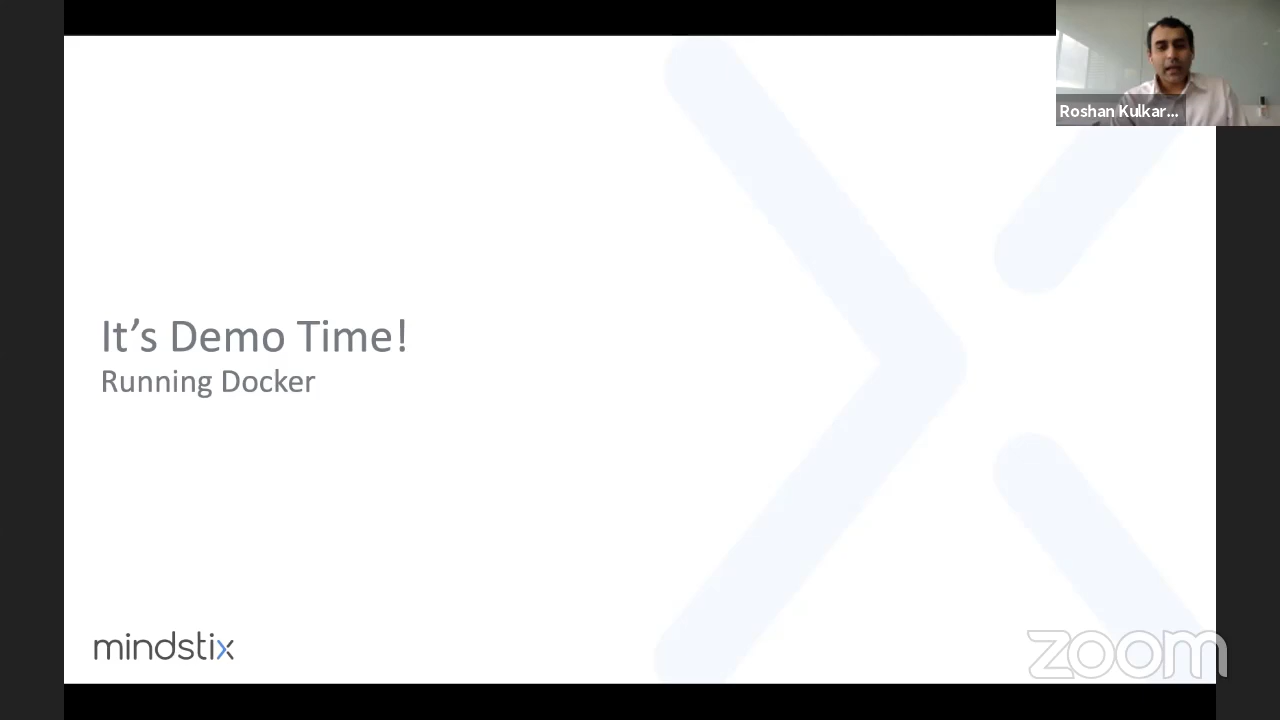 Roshan Kulkar...
It’s Demo Time!
Running Docker
mindstix
zoom